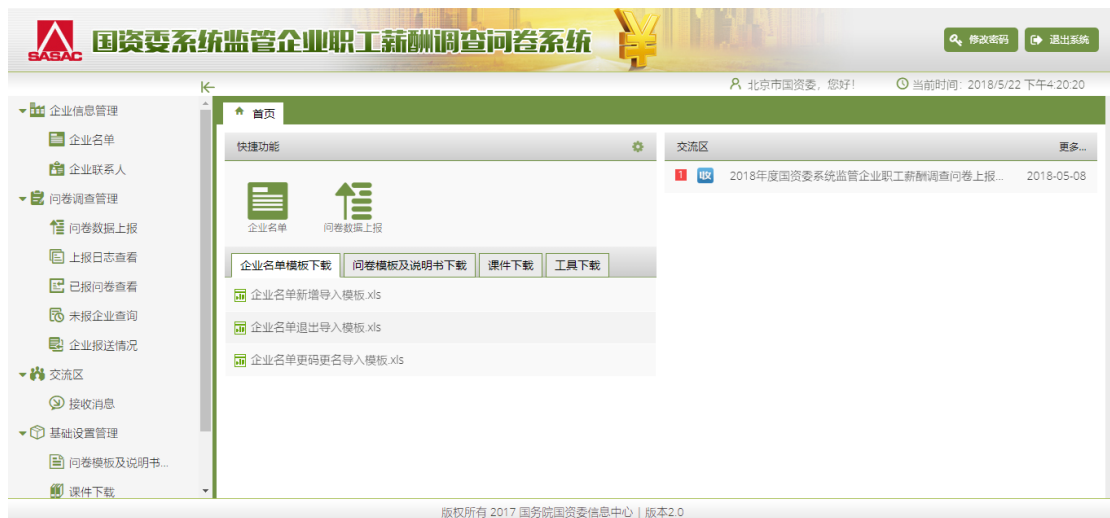 SASAC
国资委系统监管企业职工薪酬调查问卷系统
修改密码
退出系统
北京市国资委，您好！
当前时间：2018/5/22 下午4:20:20
企业信息管理
企业名单
企业联系人
问卷调查管理
问卷数据上报
上报日志查看
已报问卷查看
未报企业查询
企业报送情况
交流区
接收消息
基础设置管理
问卷模板及说明书...
课件下载
首页
快捷功能
企业名单
问卷数据上报
企业名单模板下载
问卷模板及说明书下载
课件下载
工具下载
企业名单新增导入模板.xls
企业名单退出导入模板.xls
企业名单更码更名导入模板.xls
交流区
更多...
1 收 2018年度国资委系统监管企业职工薪酬调查问卷上报... 2018-05-08
版权所有 2017 国务院国资委信息中心 | 版本2.0